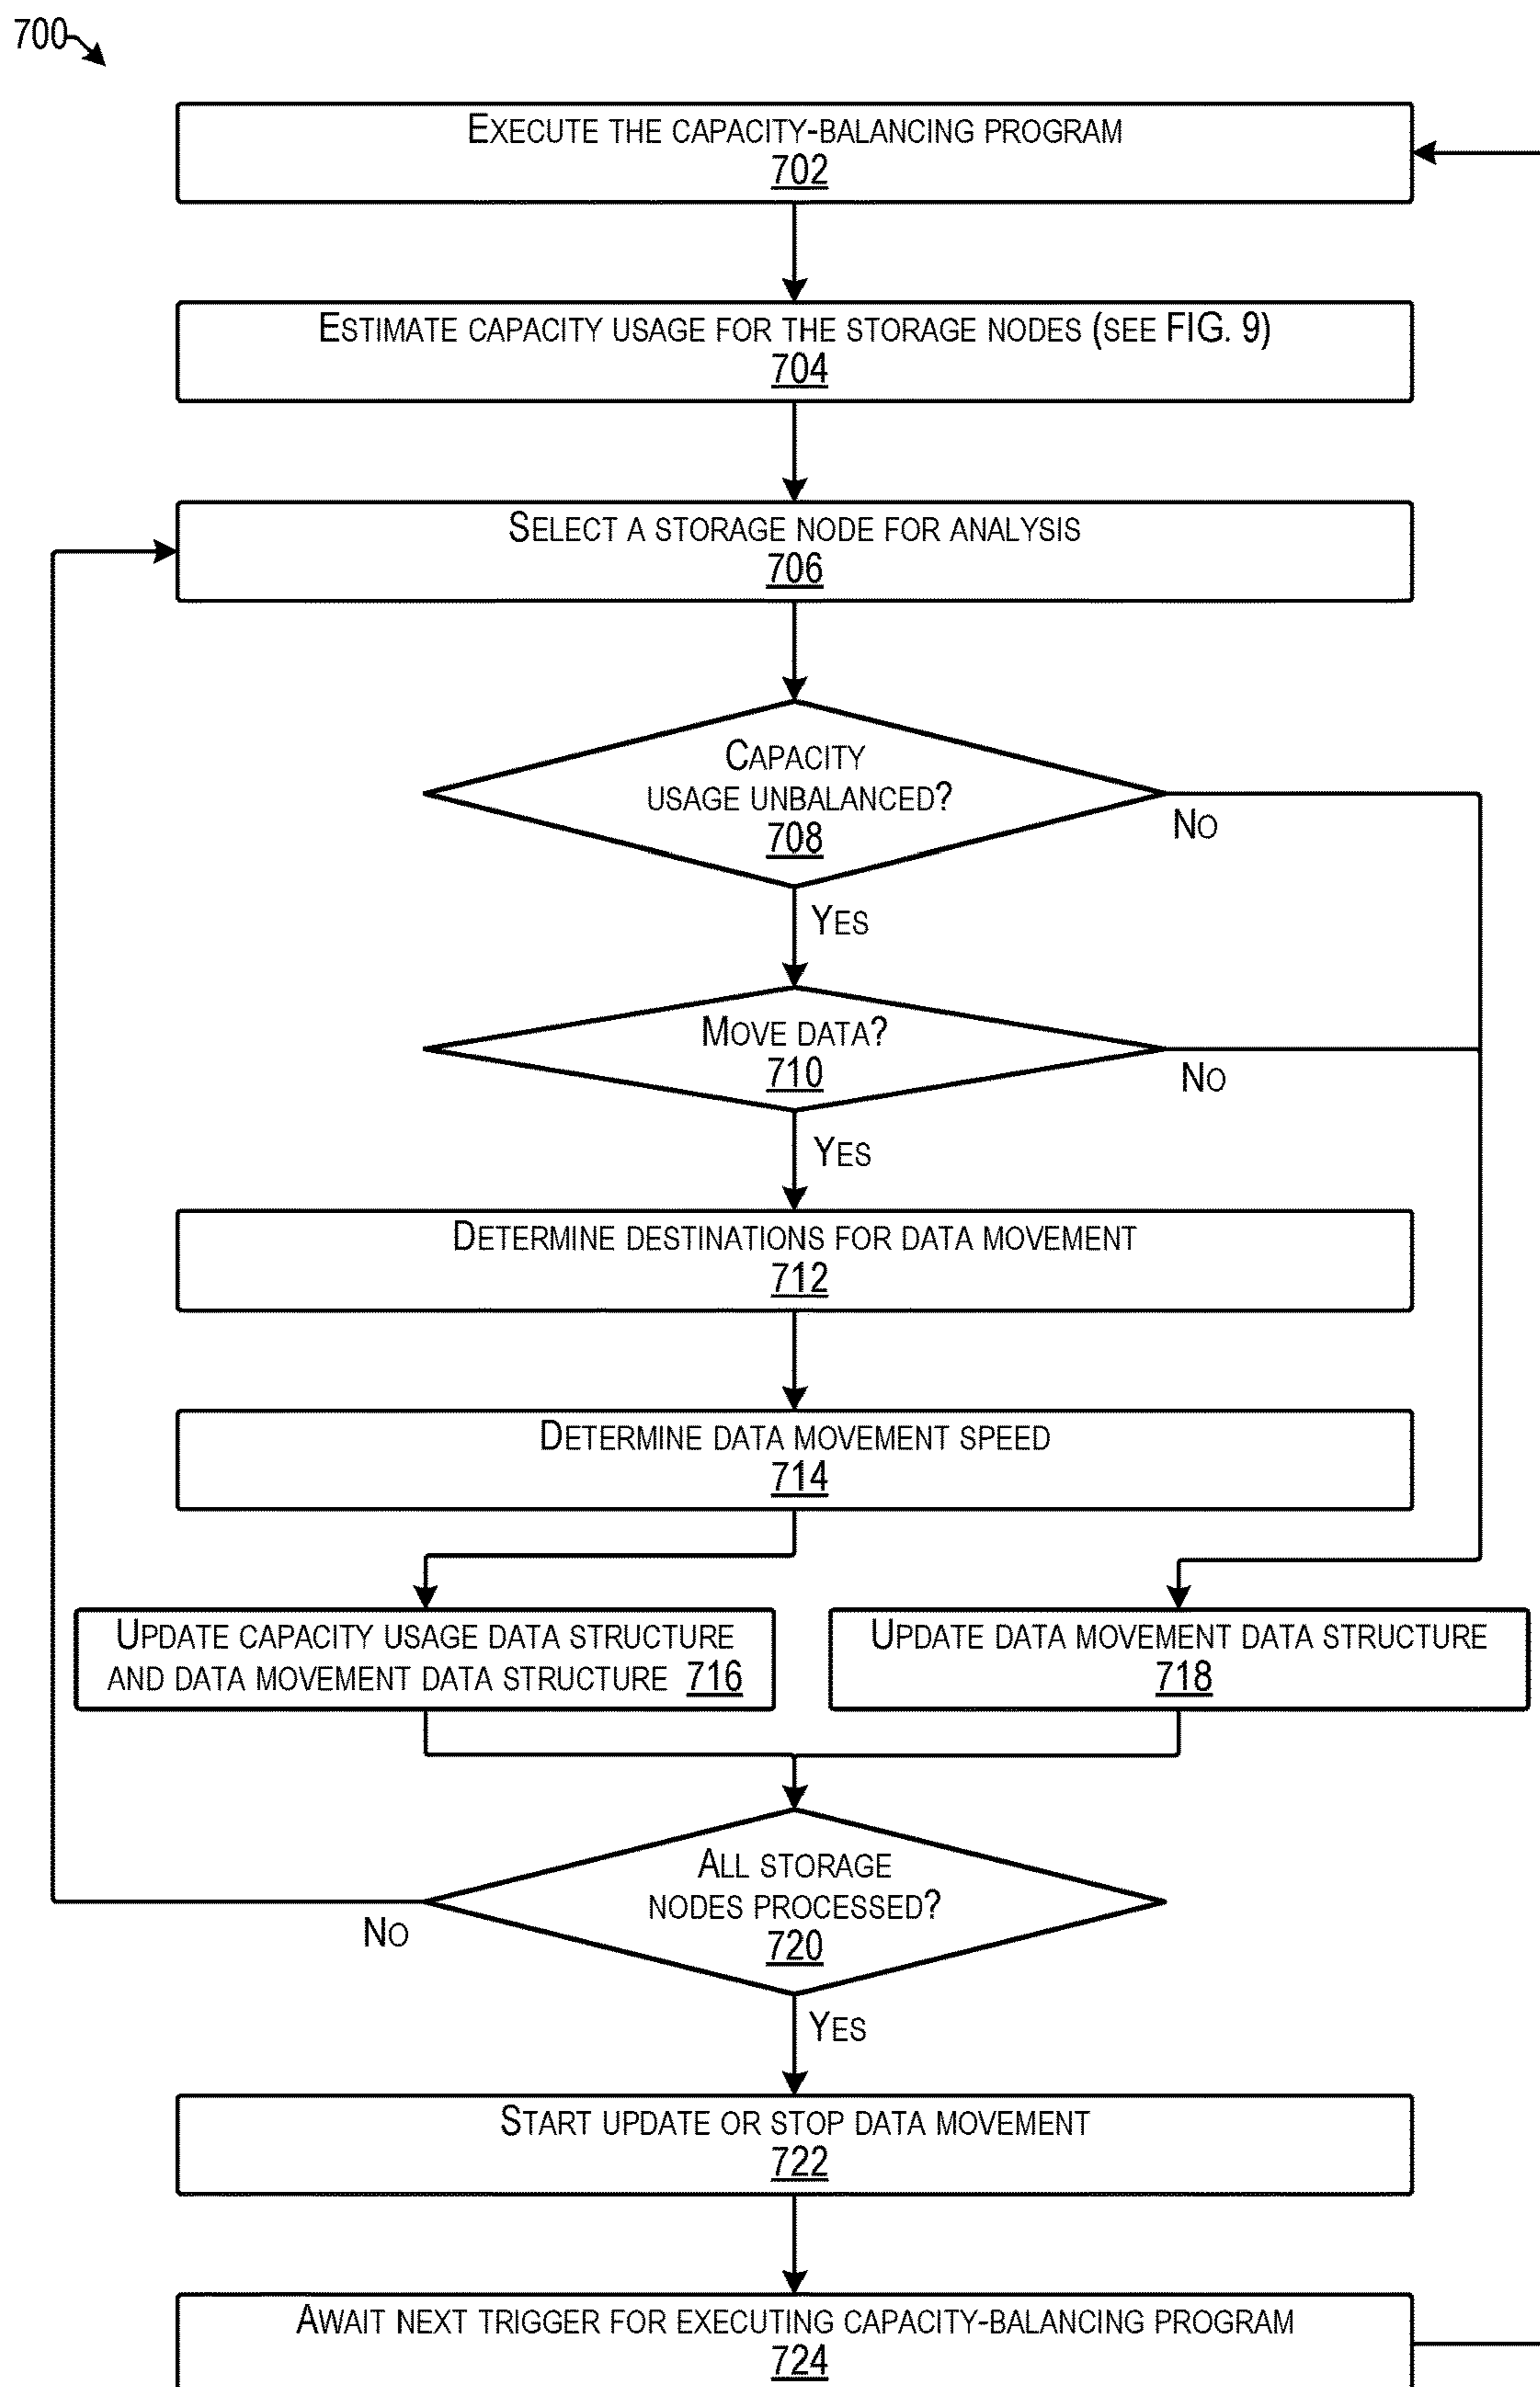 700
EXECUTE THE CAPACITY-BALANCING PROGRAM
702
ESTIMATE CAPACITY USAGE FOR THE STORAGE NODES (SEE FIG. 9)
704
SELECT A STORAGE NODE FOR ANALYSIS
706
CAPACITY
USAGE UNBALANCED?
708
NO
YES
MOVE DATA?
710
NO
YES
DETERMINE DESTINATIONS FOR DATA MOVEMENT
712
DETERMINE DATA MOVEMENT SPEED
714
UPDATE CAPACITY USAGE DATA STRUCTURE
AND DATA MOVEMENT DATA STRUCTURE 716
UPDATE DATA MOVEMENT DATA STRUCTURE
718
ALL STORAGE
NODES PROCESSED?
720
NO
YES
START UPDATE OR STOP DATA MOVEMENT
722
AWAIT NEXT TRIGGER FOR EXECUTING CAPACITY-BALANCING PROGRAM
724